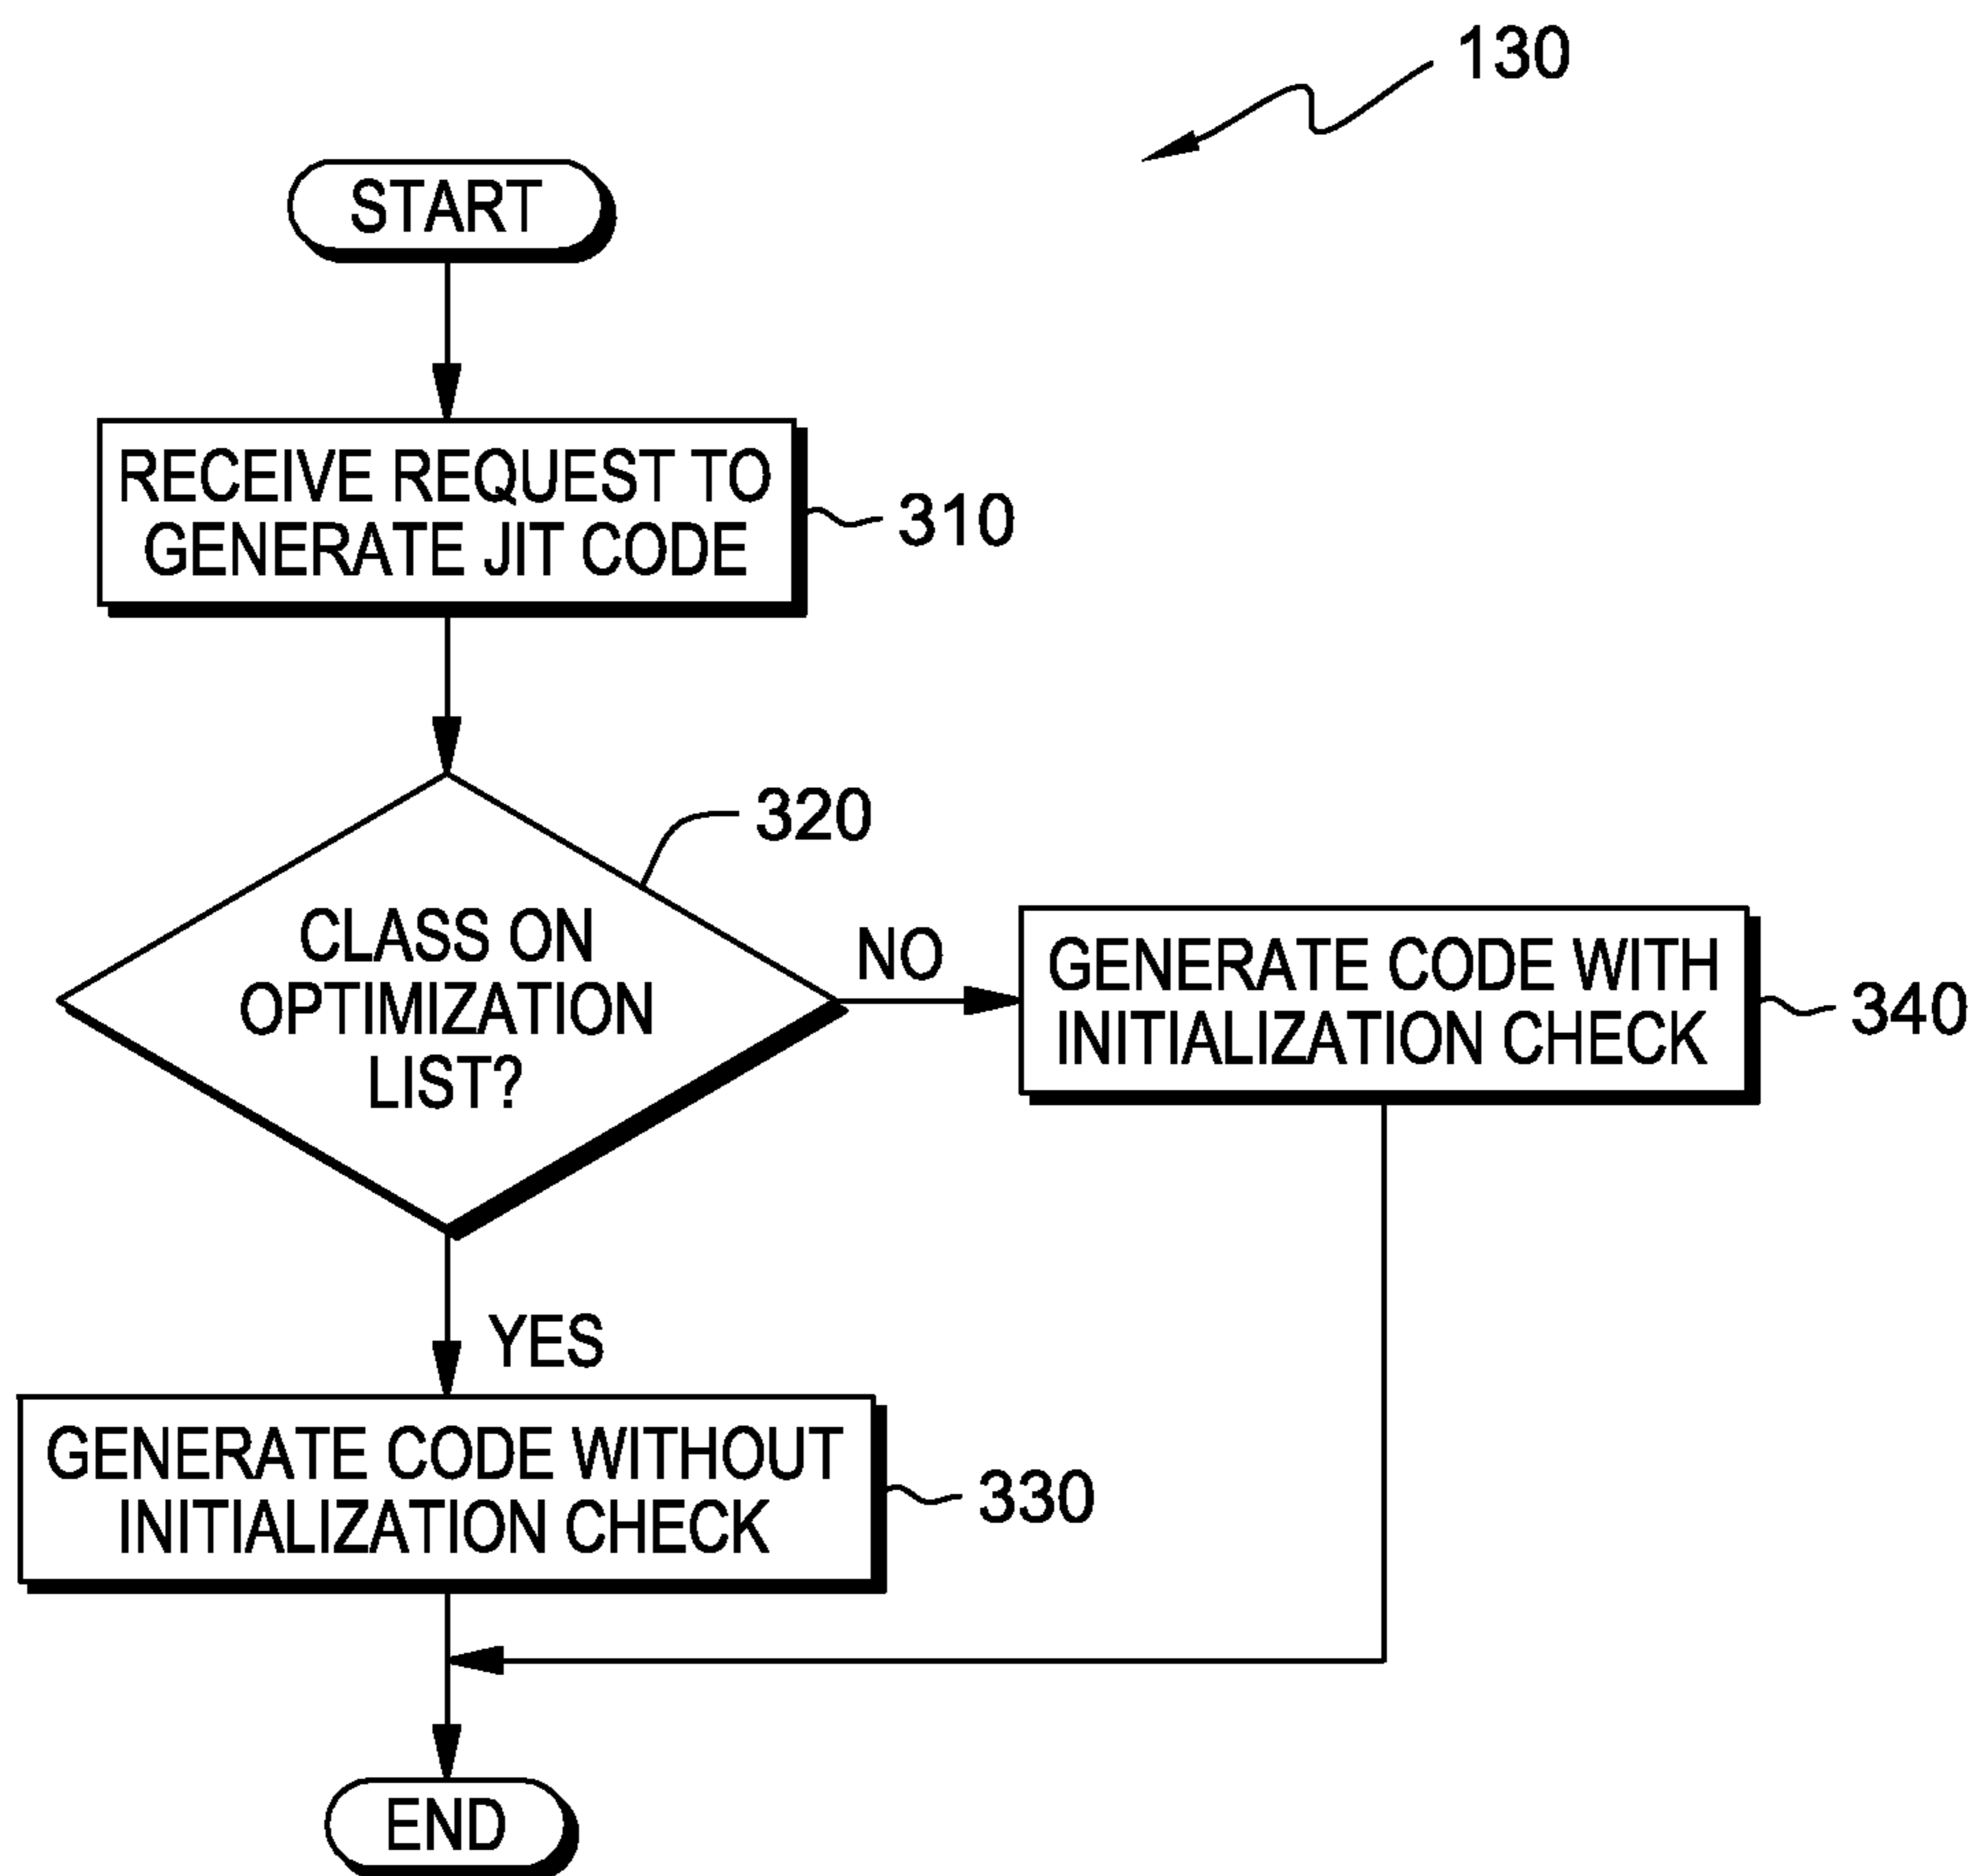 130
START
RECEIVE REQUEST TO
GENERATE JIT CODE
310
320
CLASS ON
OPTIMIZATION
LIST?
NO
GENERATE CODE WITH
INITIALIZATION CHECK
340
YES
GENERATE CODE WITHOUT
INITIALIZATION CHECK
330
END